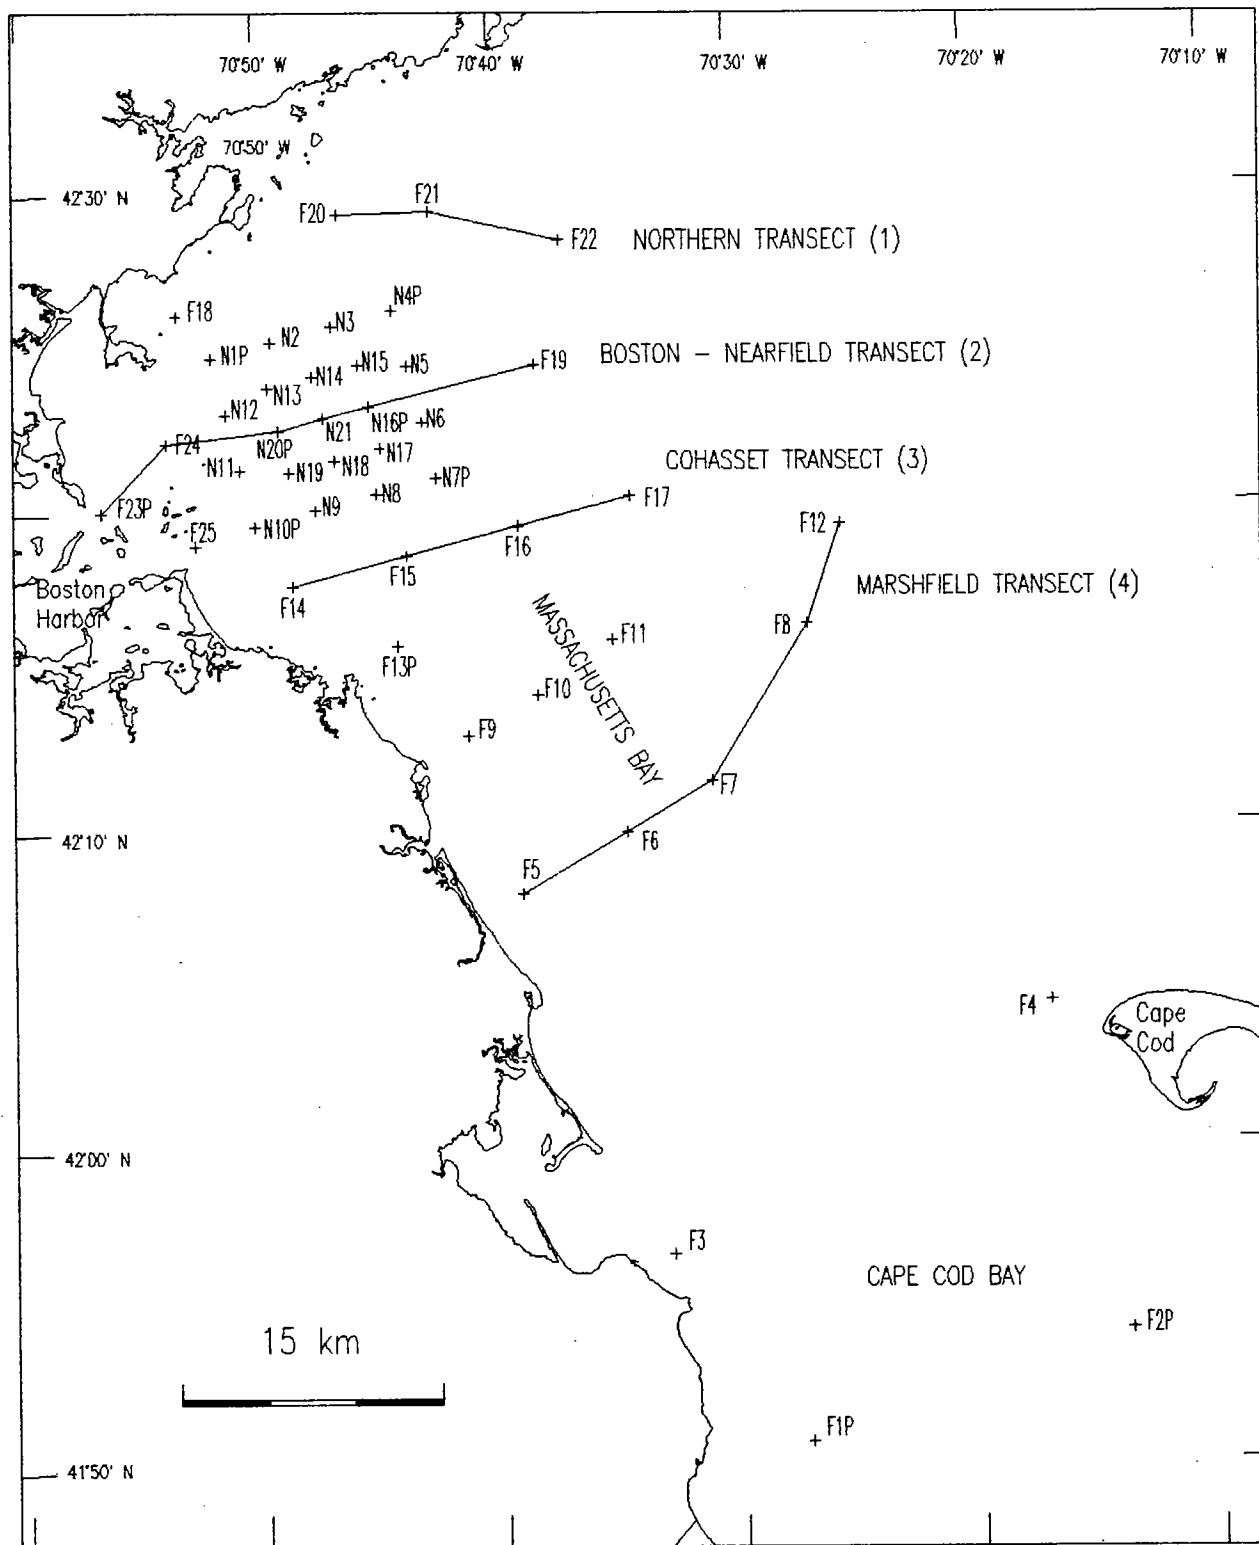 70°50' W
70°40' W
70°30' W
70°20' W
70°10' W
70°50' W
42°30' N
F20
F21
F22
NORTHERN TRANSECT (1)
F18
N4P
N3
N2
N1P
N15
N5
N14
F19
BOSTON – NEARFIELD TRANSECT (2)
N13
N12
N16P
N6
N21
F24
N20P
N17
N11
N19
N18
N7P
COHASSET TRANSECT (3)
N8
F17
F23P
N9
F12
F25
N10P
F16
F15
Boston
Harbor
F14
MARSHFIELD TRANSECT (4)
MASSACHUSETTS BAY
F8
F11
F13P
F10
F9
F7
42°10' N
F6
F5
F4
Cape
Cod
42°00' N
F3
CAPE COD BAY
F2P
15 km
F1P
41°50' N